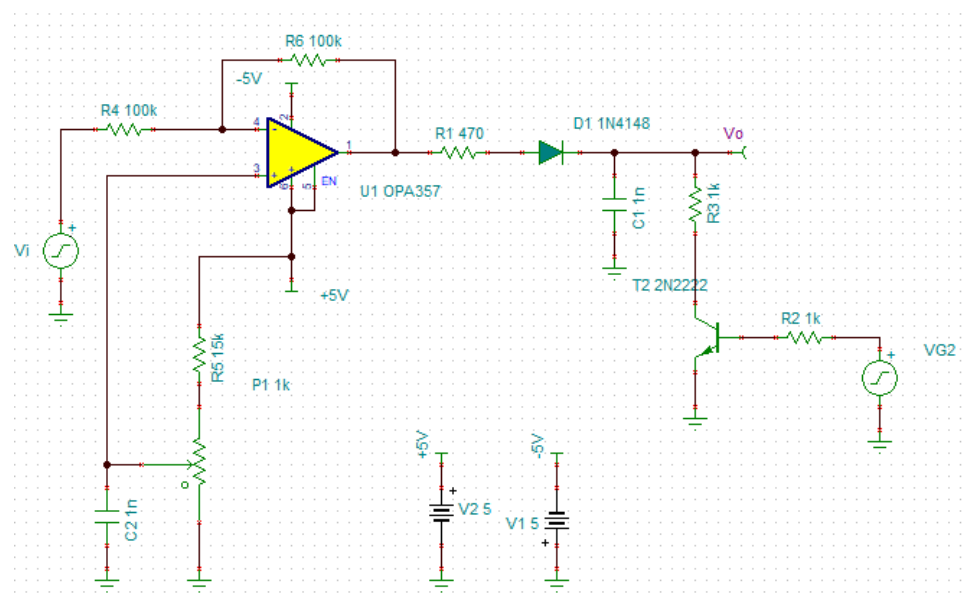 R6 100k
-5V
R4 100k
2
4
-
3
+
+
1
6
5
EN
U1 OPA357
R1 470
D1 1N4148
Vo
C1 1n
R3 1k
Vi
+
+5V
T2 2N2222
R2 1k
+
VG2
R5 15k
P1 1k
C2 1n
+5V
+
V2 5
-5V
V1 5
+